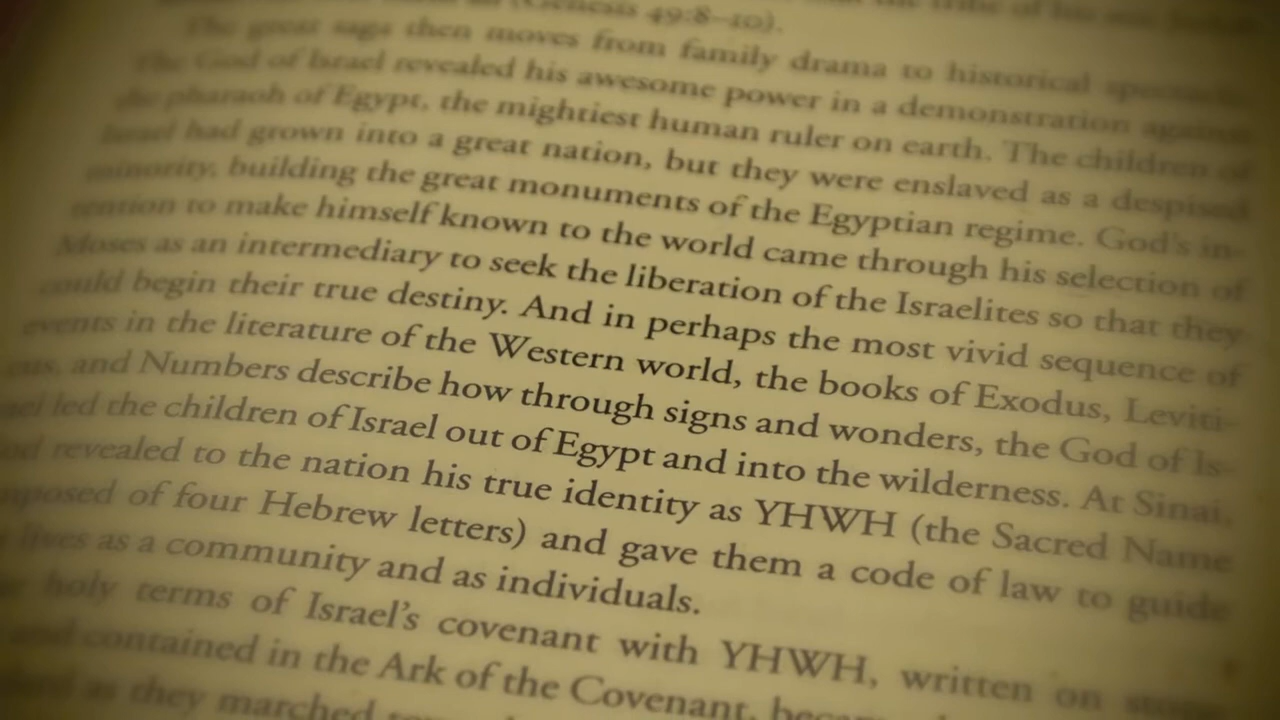 (Genesis 49:8–10).
The great saga then moves from family drama to historical
The God of Israel revealed his awesome power in a demonstration against
the pharaoh of Egypt, the mightiest human ruler on earth. The children of
Israel had grown into a great nation, but they were enslaved as a despised
minority, building the great monuments of the Egyptian regime. God's in-
tention to make himself known to the world came through his selection of
Moses as an intermediary to seek the liberation of the Israelites so that they
could begin their true destiny. And in perhaps the most vivid sequence of
events in the literature of the Western world, the books of Exodus, Leviti-
cus, and Numbers describe how through signs and wonders, the God of Is-
led the children of Israel out of Egypt and into the wilderness. At Sinai,
revealed to the nation his true identity as YHWH (the Sacred Name
of four Hebrew letters) and gave them a code of law to guide
lives as a community and as individuals.
holy terms of Israel's covenant with YHWH, written on
and contained in the Ark of the Covenant,
as they marched